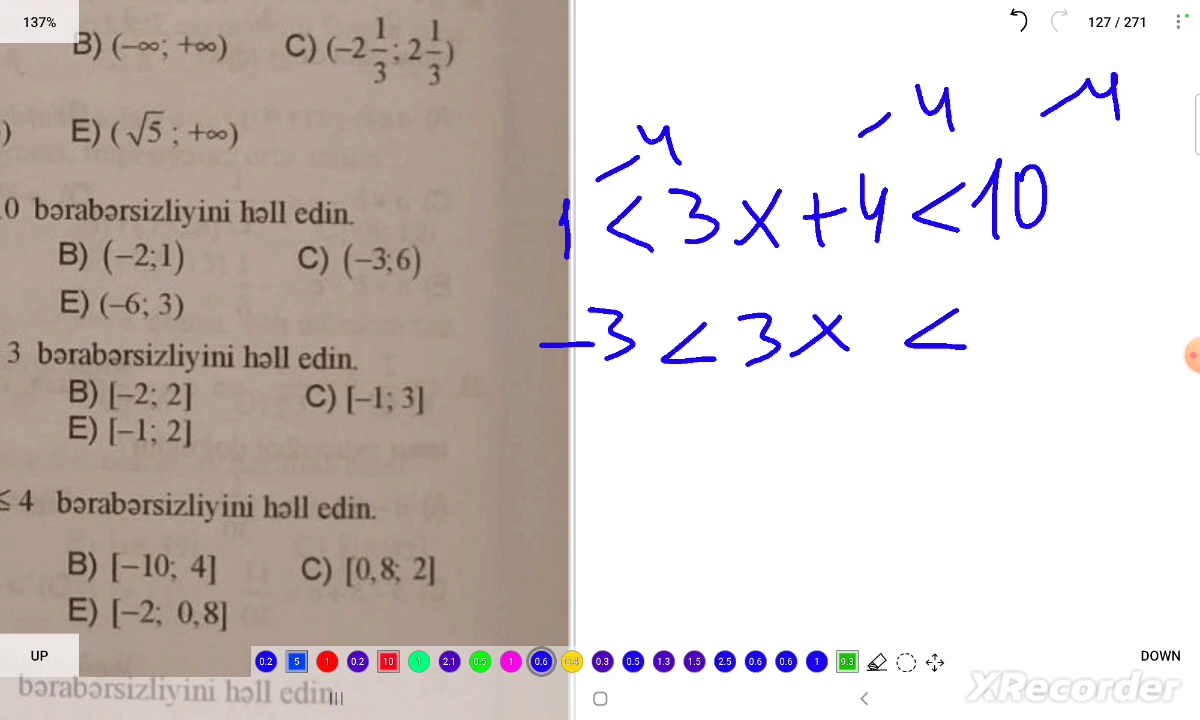 137%
127 / 271
B) (−∞; +∞) C) (−2 1/3; 2 1/3)
) E) (√5 ; +∞)
0 bərabərsizliyini həll edin.
B) (−2;1) C) (−3;6)
E) (−6; 3)
3 bərabərsizliyini həll edin.
B) [−2; 2] C) [−1; 3]
E) [−1; 2]
≤ 4 bərabərsizliyini həll edin.
B) [−10; 4] C) [0,8; 2]
E) [−2; 0,8]
bərabərsizliyini həll edin
−4 −4 −4
1 < 3x + 4 < 10
−3 < 3x <
UP
0.2 5 1 0.2 10 1 2.1 0.5 1 0.6 9.4 0.3 0.5 1.3 1.5 2.5 0.6 0.6 1 9.3
DOWN
XRecorder